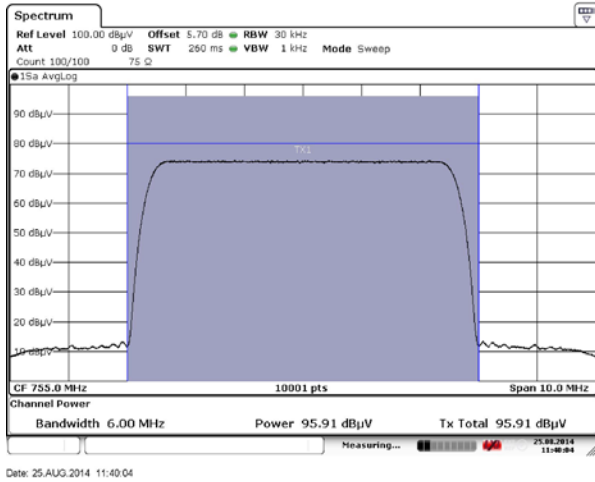 Spectrum
Ref Level 100.00 dBµV Offset 5.70 dB RBW 30 kHz
Att 0 dB SWT 260 ms VBW 1 kHz Mode Sweep
Count 100/100 75 Ω
1Sa AvgLog
90 dBµV
80 dBµV
TX1
70 dBµV
60 dBµV
50 dBµV
40 dBµV
30 dBµV
20 dBµV
10 dBµV
CF 755.0 MHz 10001 pts Span 10.0 MHz
Channel Power
Bandwidth 6.00 MHz Power 95.91 dBµV Tx Total 95.91 dBµV
Measuring... 25.08.2014
11:40:04
Date: 25.AUG.2014 11:40:04